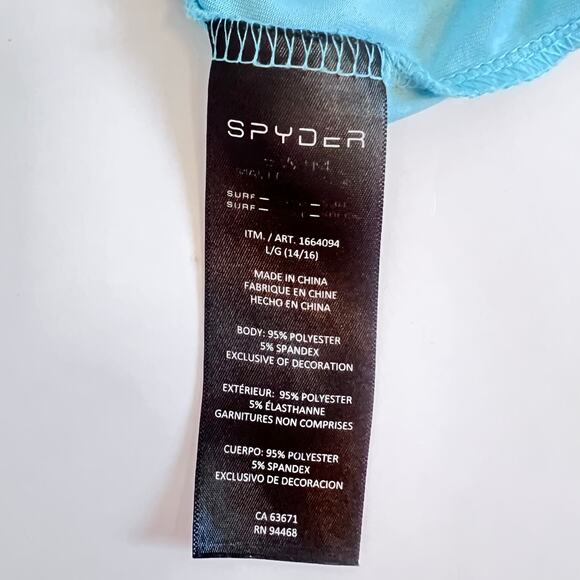 SPYDER
SURF
SURF
ITM. / ART. 1664094
L/G (14/16)
MADE IN CHINA
FABRIQUE EN CHINE
HECHO EN CHINA
BODY: 95% POLYESTER
5% SPANDEX
EXCLUSIVE OF DECORATION
EXTÉRIEUR: 95% POLYESTER
5% ÉLASTHANNE
GARNITURES NON COMPRISES
CUERPO: 95% POLYESTER
5% SPANDEX
EXCLUSIVO DE DECORACION
CA 63671
RN 94468